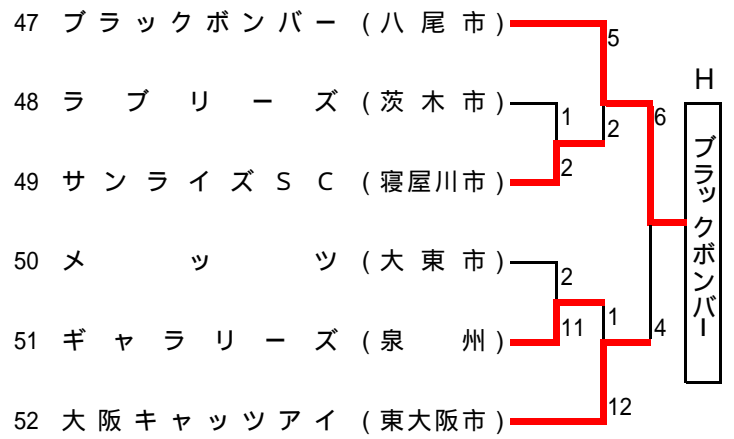 47 ブラックボンバー (八尾市)
5
H
48 ラブリーズ (茨木市)
1
2
6
49 サンライズSC (寝屋川市)
2
ブラックボンバー
50 メッツ (大東市)
2
51 ギャラリーズ (泉州)
11
1
4
52 大阪キャッツアイ (東大阪市)
12